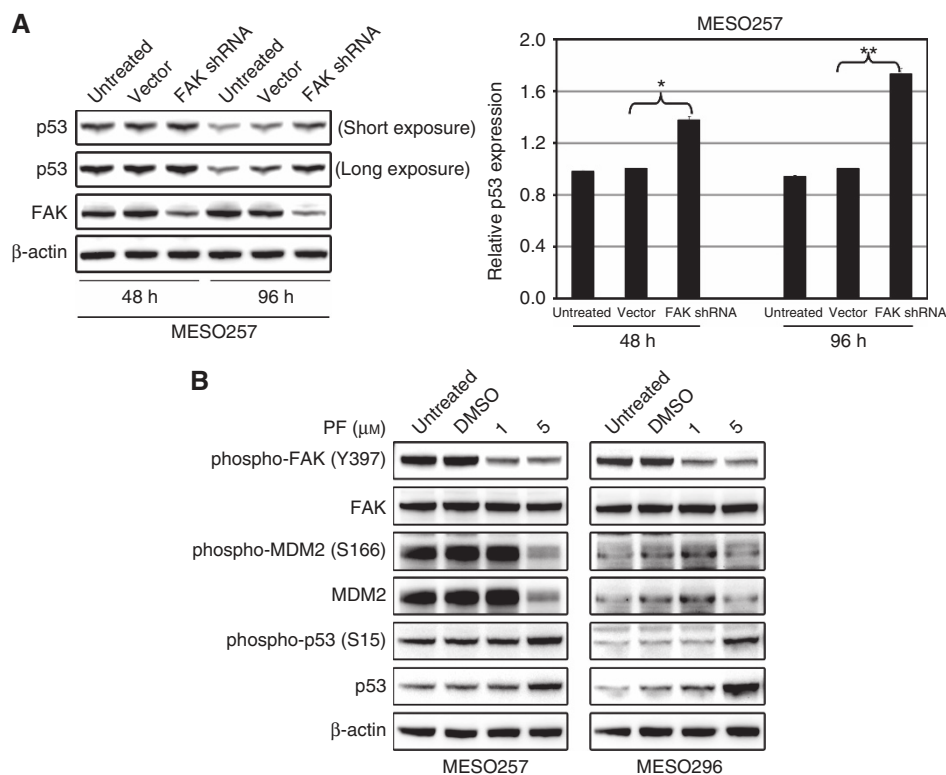 A
Untreated Vector FAK shRNA Untreated Vector FAK shRNA
p53 (Short exposure)
p53 (Long exposure)
FAK
β-actin
48 h 96 h
MESO257
MESO257
Relative p53 expression
2.0
1.6
1.2
0.8
0.4
0.0
* **
Untreated Vector FAK shRNA Untreated Vector FAK shRNA
48 h 96 h
B
PF (μM) Untreated DMSO 1 5 Untreated DMSO 1 5
phospho-FAK (Y397)
FAK
phospho-MDM2 (S166)
MDM2
phospho-p53 (S15)
p53
β-actin
MESO257 MESO296